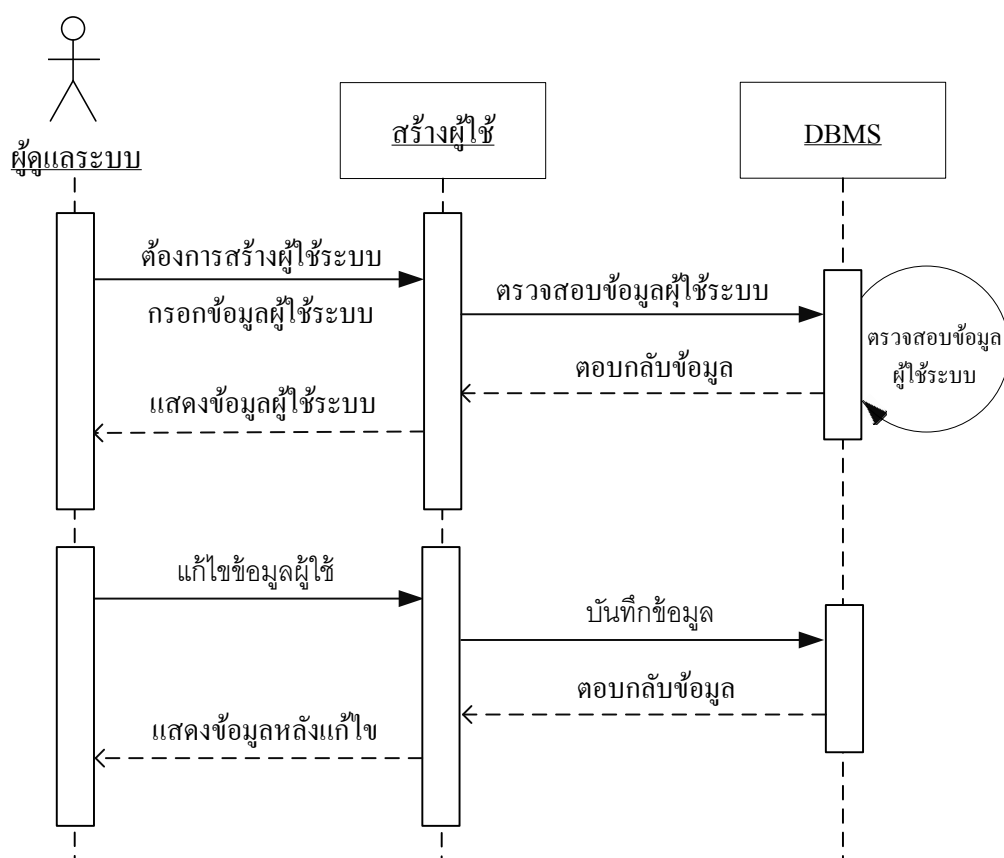 ผู้ดูแลระบบ
สร้างผู้ใช้
DBMS
ต้องการสร้างผู้ใช้ระบบ
กรอกข้อมูลผู้ใช้ระบบ
ตรวจสอบข้อมูลผุ้ใช้ระบบ
ตรวจสอบข้อมูล
ผู้ใช้ระบบ
ตอบกลับข้อมูล
แสดงข้อมูลผู้ใช้ระบบ
แก้ไขข้อมูลผู้ใช้
บันทึกข้อมูล
ตอบกลับข้อมูล
แสดงข้อมูลหลังแก้ไข